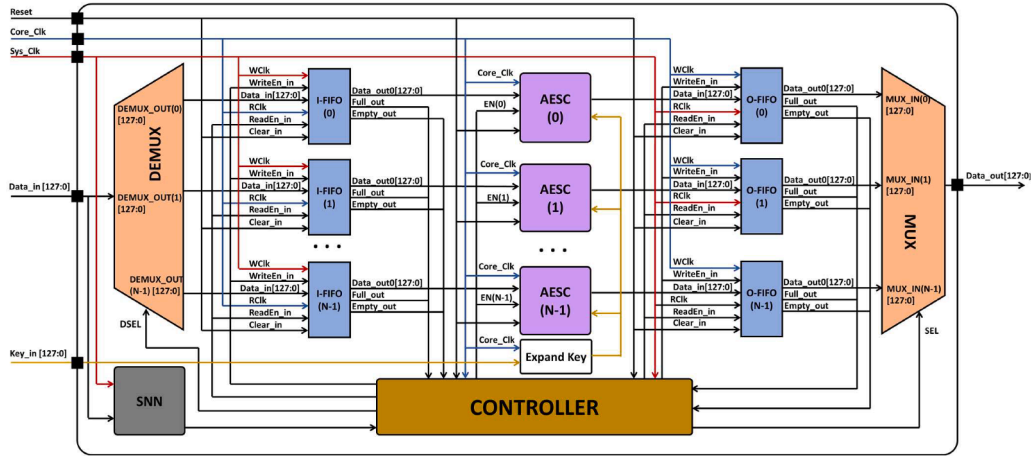 Reset
Core_Clk
Sys_Clk
Data_in [127:0]
Key_in [127:0]
DEMUX_OUT(0)
[127:0]
DEMUX
DEMUX_OUT(1)
[127:0]
DEMUX_OUT
(N-1) [127:0]
DSEL
SNN
WClk
WriteEn_in
Data_in[127:0]
RClk
ReadEn_in
Clear_in
I-FIFO
(0)
Data_out0[127:0]
Full_out
Empty_out
WClk
WriteEn_in
Data_in[127:0]
RClk
ReadEn_in
Clear_in
I-FIFO
(1)
Data_out0[127:0]
Full_out
Empty_out
• • •
WClk
WriteEn_in
Data_in[127:0]
RClk
ReadEn_in
Clear_in
I-FIFO
(N-1)
Data_out0[127:0]
Full_out
Empty_out
Core_Clk
EN(0)
AESC
(0)
Core_Clk
EN(1)
AESC
(1)
• • •
Core_Clk
EN(N-1)
AESC
(N-1)
Core_Clk
Expand Key
CONTROLLER
WClk
WriteEn_in
Data_in[127:0]
RClk
ReadEn_in
Clear_in
O-FIFO
(0)
Data_out0[127:0]
Full_out
Empty_out
WClk
WriteEn_in
Data_in[127:0]
RClk
ReadEn_in
Clear_in
O-FIFO
(1)
Data_out0[127:0]
Full_out
Empty_out
• • •
WClk
WriteEn_in
Data_in[127:0]
RClk
ReadEn_in
Clear_in
O-FIFO
(N-1)
Data_out0[127:0]
Full_out
Empty_out
MUX_IN(0)
[127:0]
MUX_IN(1)
[127:0]
MUX
MUX_IN(N-1)
[127:0]
SEL
Data_out[127:0]